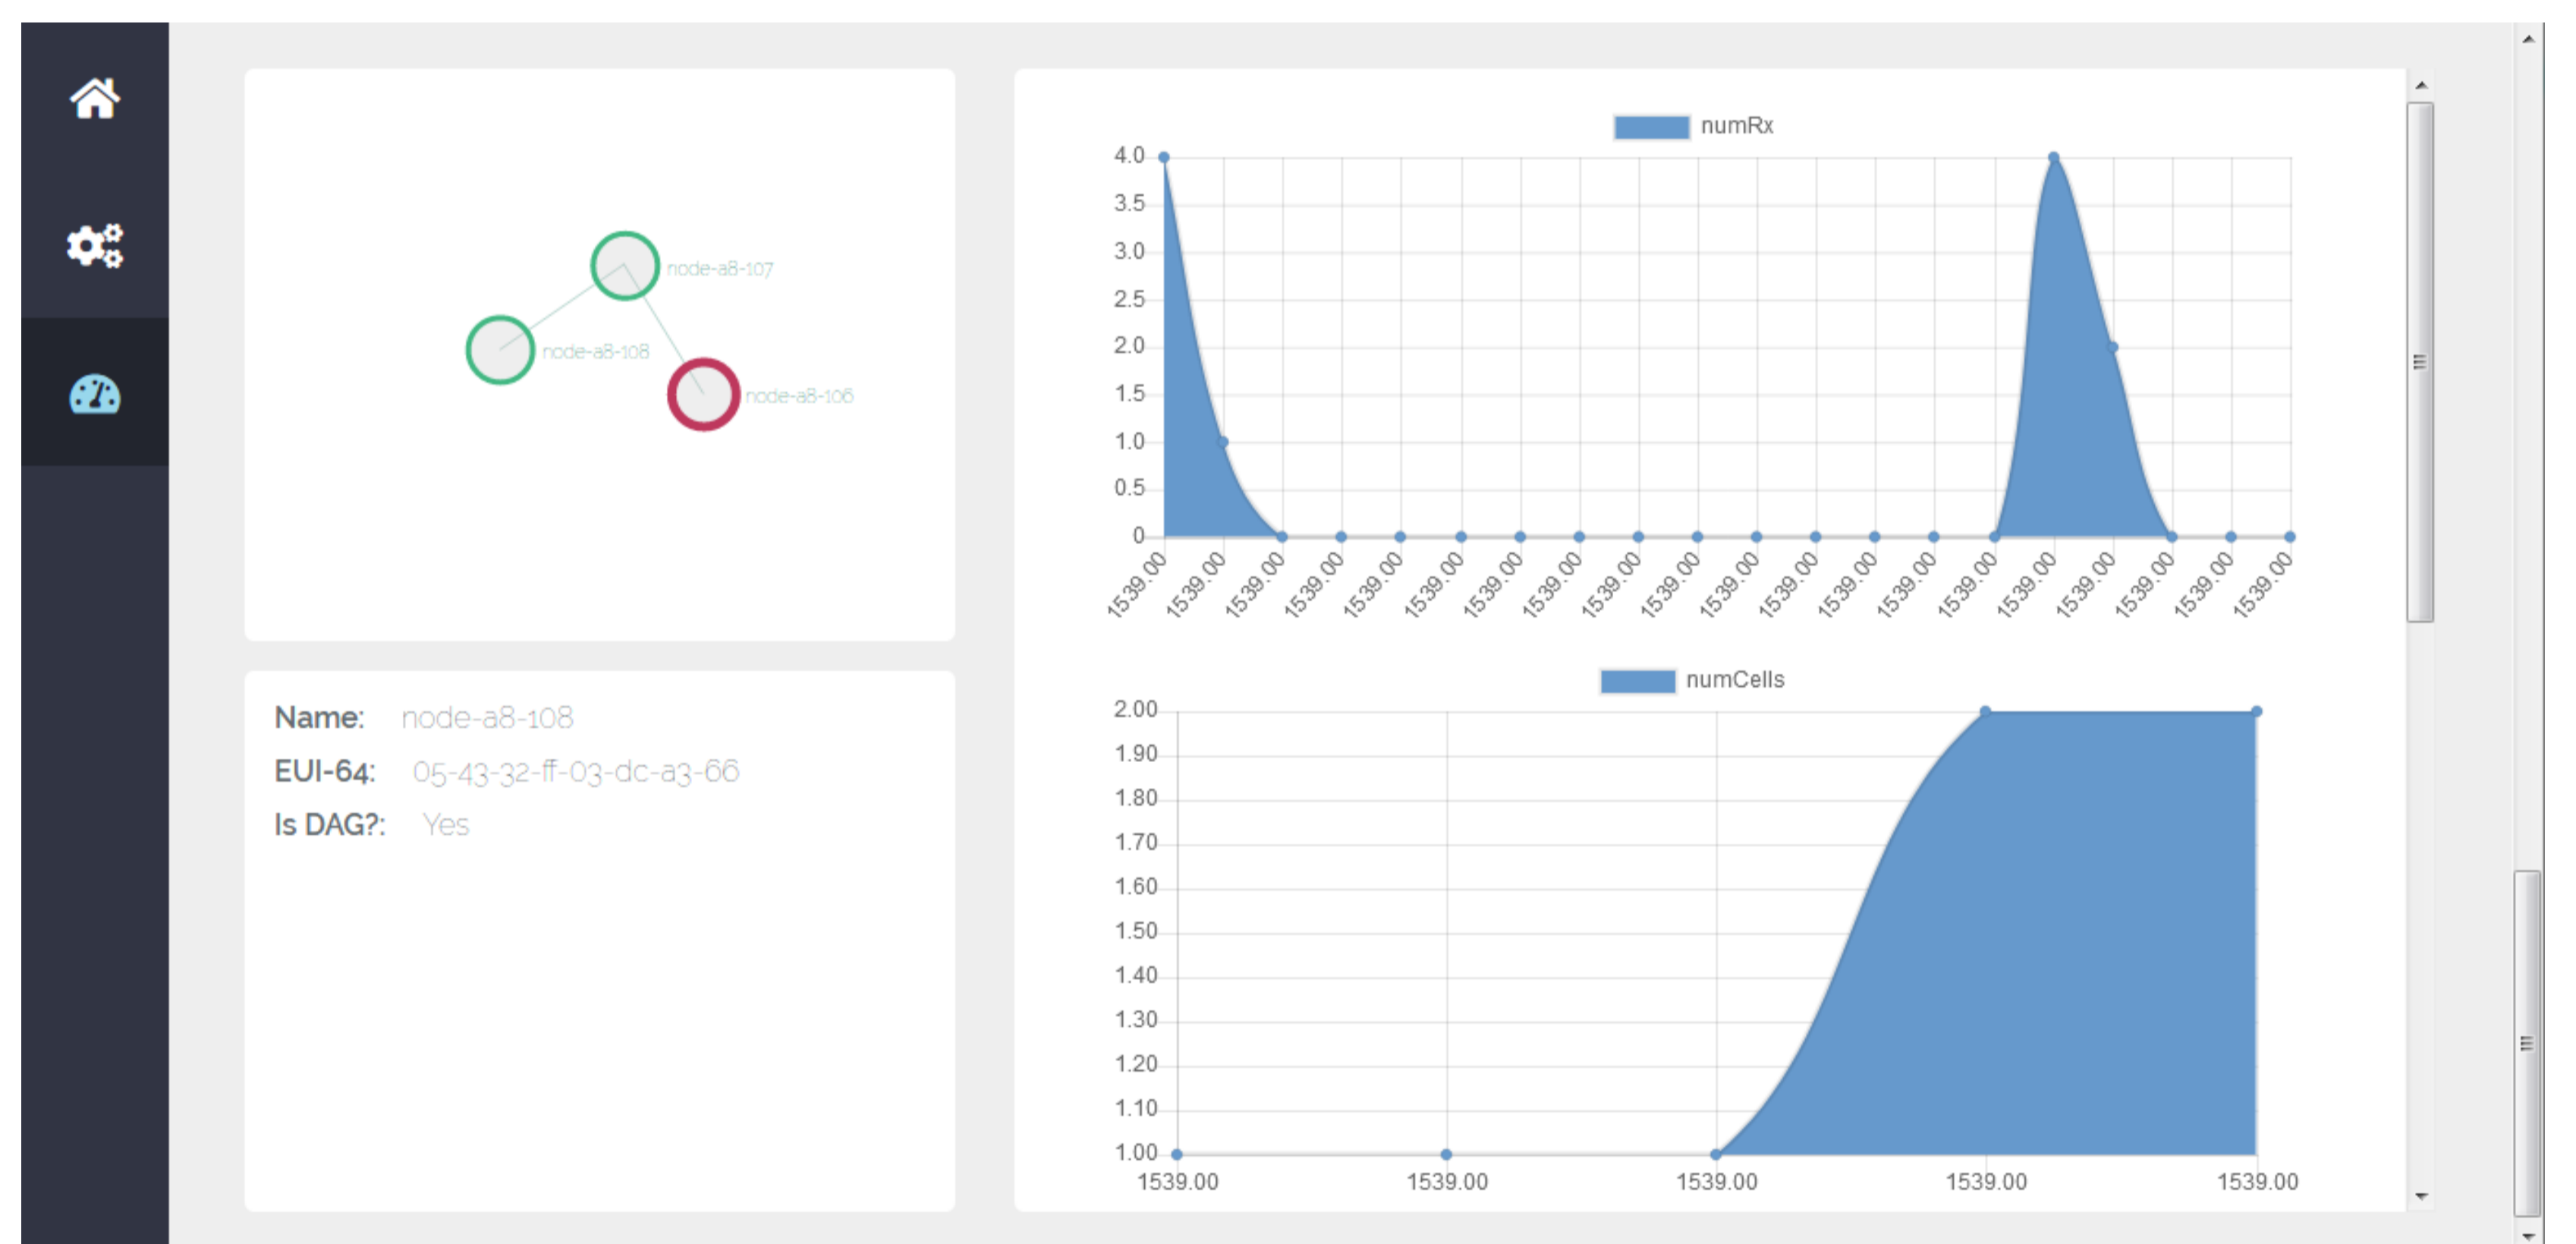 node-a8-107
node-a8-108
node-a8-106
Name: node-a8-108
EUI-64: 05-43-32-ff-03-dc-a3-66
Is DAG?: Yes
numRx
4.0
3.5
3.0
2.5
2.0
1.5
1.0
0.5
0
1539.00 1539.00 1539.00 1539.00 1539.00 1539.00 1539.00 1539.00 1539.00 1539.00 1539.00 1539.00 1539.00 1539.00 1539.00 1539.00 1539.00 1539.00 1539.00 1539.00
numCells
2.00
1.90
1.80
1.70
1.60
1.50
1.40
1.30
1.20
1.10
1.00
1539.00 1539.00 1539.00 1539.00 1539.00